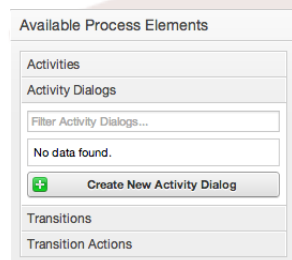 Available Process Elements
Activities
Activity Dialogs
Filter Activity Dialogs...
No data found.
Create New Activity Dialog
Transitions
Transition Actions